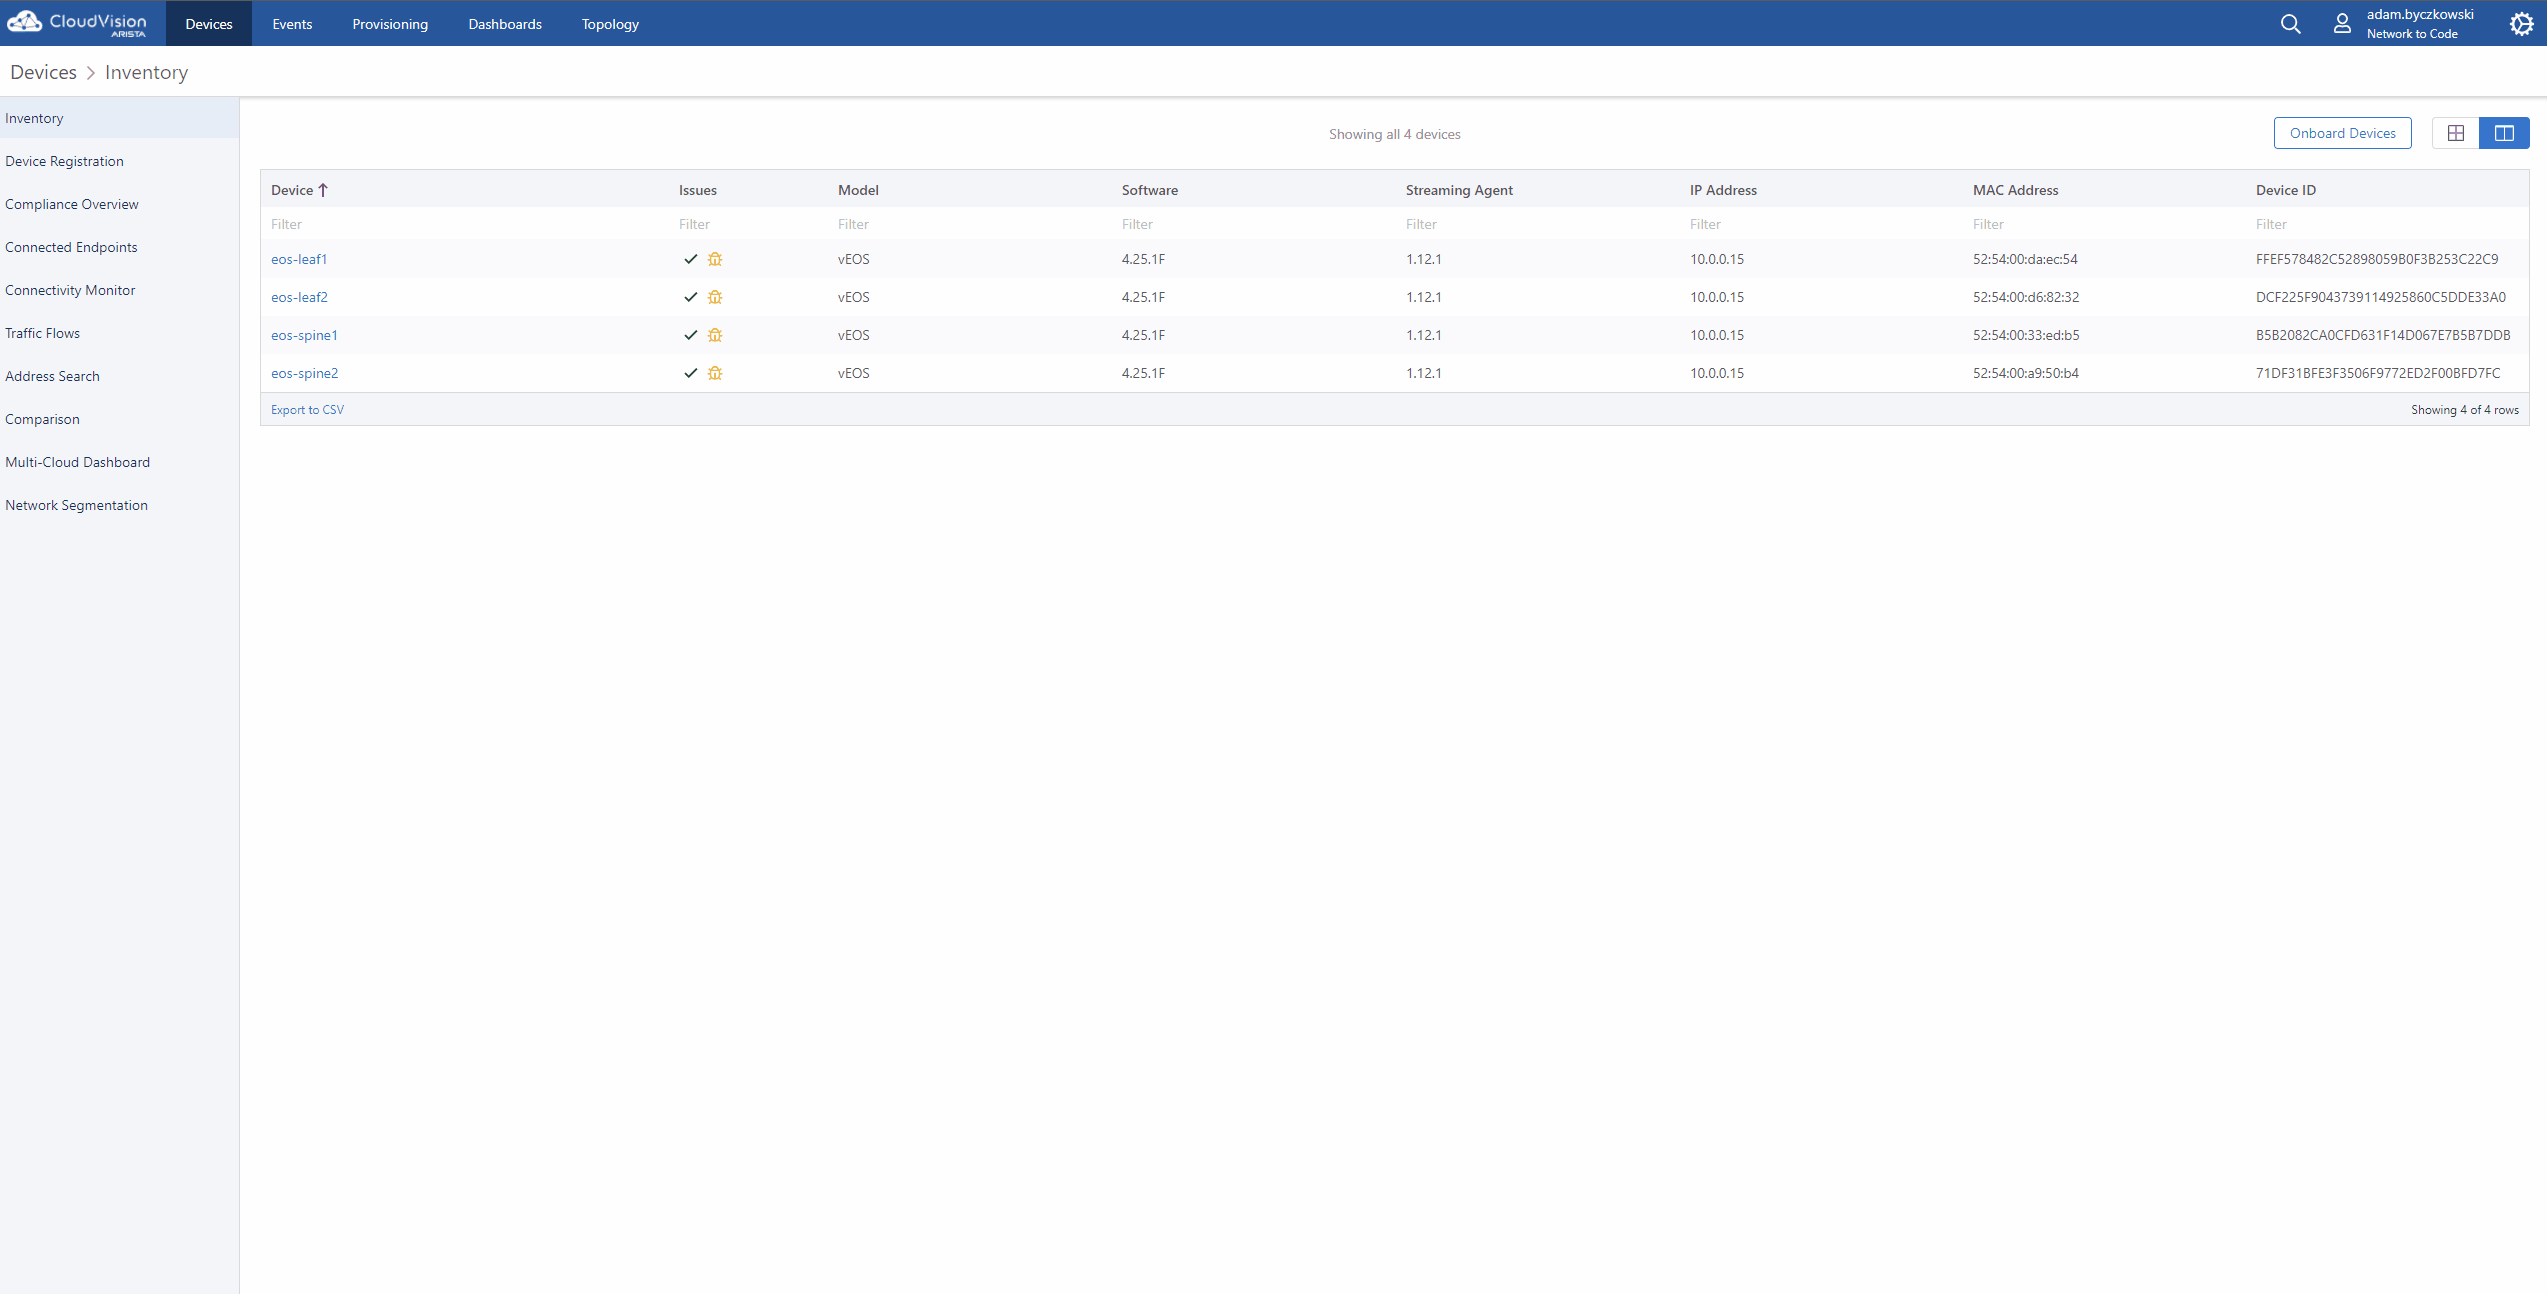 CloudVision
ARISTA
Devices Events Provisioning Dashboards Topology
adam.byczkowski
Network to Code
Devices > Inventory
Inventory
Device Registration
Compliance Overview
Connected Endpoints
Connectivity Monitor
Traffic Flows
Address Search
Comparison
Multi-Cloud Dashboard
Network Segmentation
Showing all 4 devices
Onboard Devices
Device ↑ Issues Model Software Streaming Agent IP Address MAC Address Device ID
Filter Filter Filter Filter Filter Filter Filter Filter
eos-leaf1 vEOS 4.25.1F 1.12.1 10.0.0.15 52:54:00:da:ec:54 FFEF578482C52898059B0F3B253C22C9
eos-leaf2 vEOS 4.25.1F 1.12.1 10.0.0.15 52:54:00:d6:82:32 DCF225F9043739114925860C5DDE33A0
eos-spine1 vEOS 4.25.1F 1.12.1 10.0.0.15 52:54:00:33:ed:b5 B5B2082CA0CFD631F14D067E7B5B7DDB
eos-spine2 vEOS 4.25.1F 1.12.1 10.0.0.15 52:54:00:a9:50:b4 71DF31BFE3F3506F9772ED2F00BFD7FC
Export to CSV
Showing 4 of 4 rows